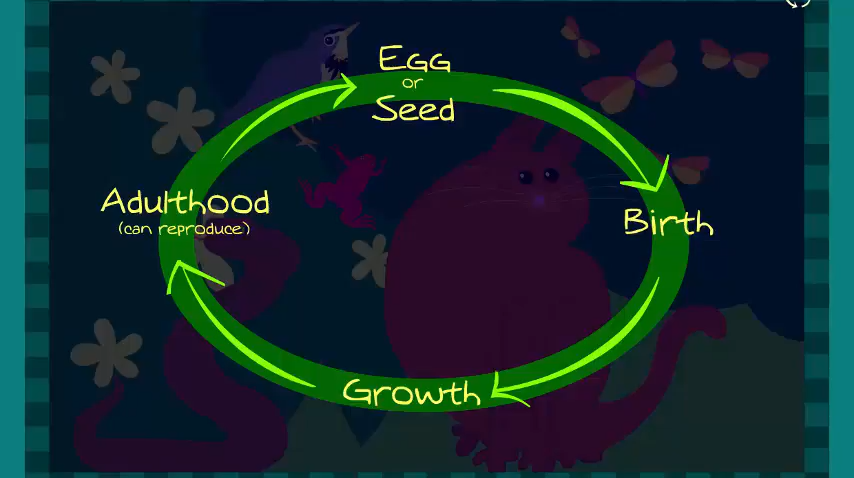 Egg
or
Seed
Birth
Growth
Adulthood
(can reproduce)